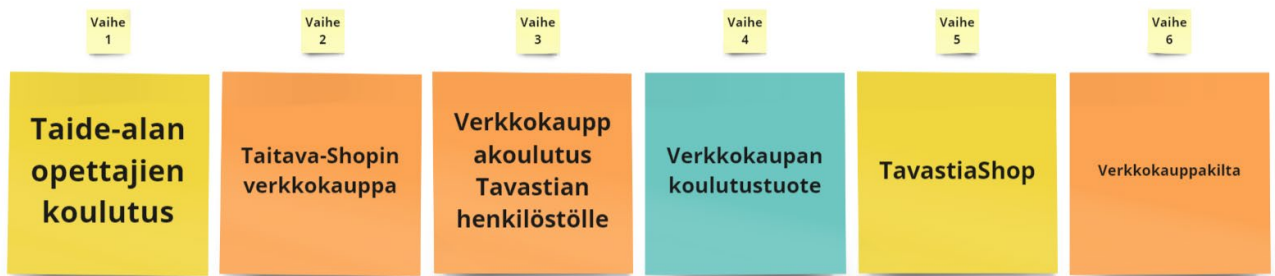 Vaihe
1
Vaihe
2
Vaihe
3
Vaihe
4
Vaihe
5
Vaihe
6
Taide-alan
opettajien
koulutus
Taitava-Shopin
verkkokauppa
Verkkokaupp
akoulutus
Tavastian
henkilöstölle
Verkkokaupan
koulutustuote
TavastiaShop
Verkkokauppakilta